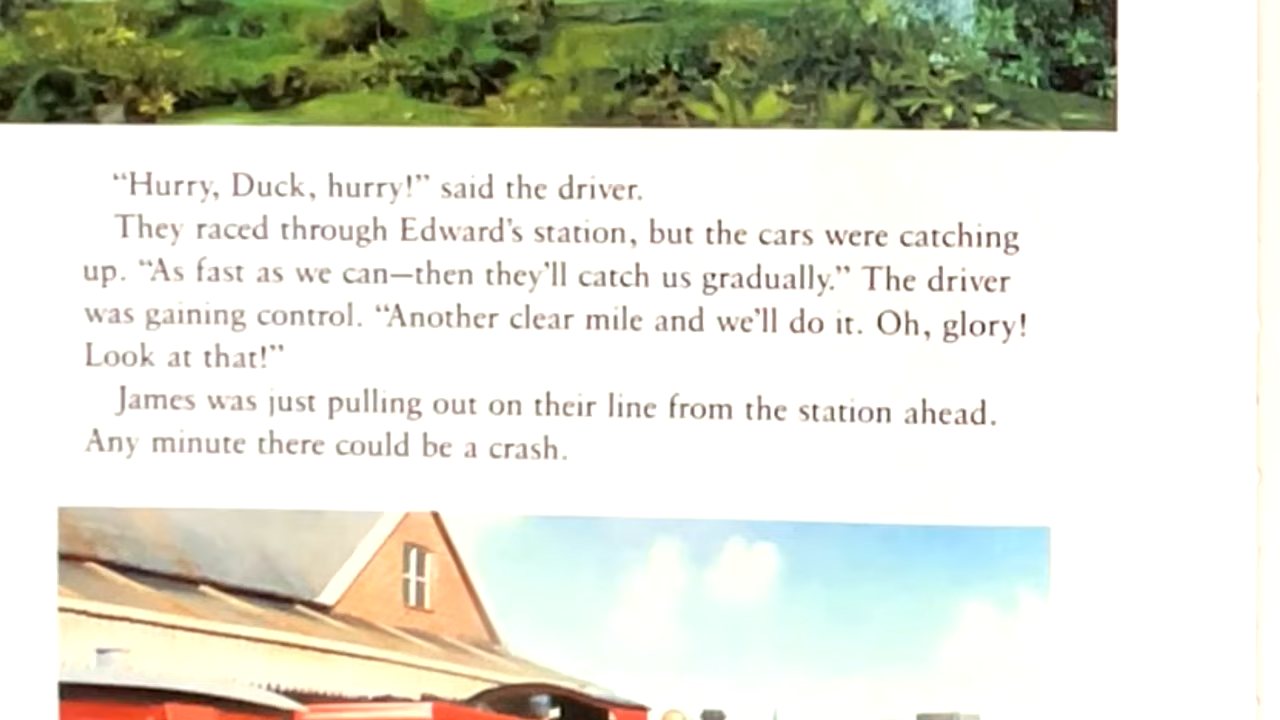 “Hurry, Duck, hurry!” said the driver.
They raced through Edward’s station, but the cars were catching
up. “As fast as we can—then they’ll catch us gradually.” The driver
was gaining control. “Another clear mile and we’ll do it. Oh, glory!
Look at that!”
James was just pulling out on their line from the station ahead.
Any minute there could be a crash.